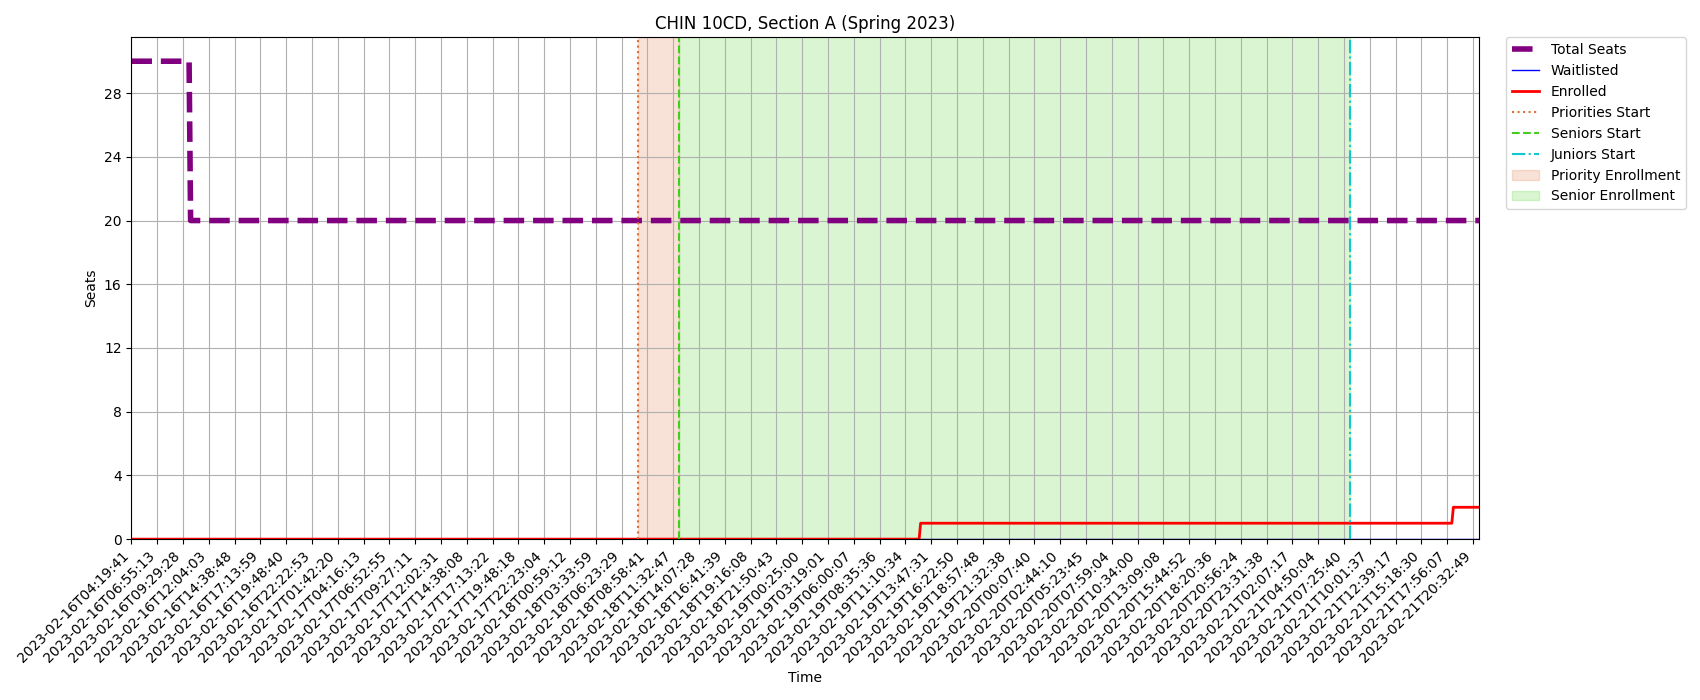 CHIN 10CD, Section A (Spring 2023)
Total Seats
Waitlisted
Enrolled
Priorities Start
Seniors Start
Juniors Start
Priority Enrollment
Senior Enrollment
Seats
28
24
20
16
12
8
4
0
2023-02-16T04:19:41
2023-02-16T06:55:13
2023-02-16T09:29:28
2023-02-16T12:04:03
2023-02-16T14:38:48
2023-02-16T17:13:59
2023-02-16T19:48:40
2023-02-16T22:22:53
2023-02-17T01:42:20
2023-02-17T04:16:13
2023-02-17T06:52:55
2023-02-17T09:27:11
2023-02-17T12:02:31
2023-02-17T14:38:08
2023-02-17T17:13:22
2023-02-17T19:48:18
2023-02-17T22:23:04
2023-02-18T00:59:12
2023-02-18T03:33:59
2023-02-18T06:23:29
2023-02-18T08:58:41
2023-02-18T11:32:47
2023-02-18T14:07:28
2023-02-18T16:41:39
2023-02-18T19:16:08
2023-02-18T21:50:43
2023-02-19T00:25:00
2023-02-19T03:19:01
2023-02-19T06:00:07
2023-02-19T08:35:36
2023-02-19T11:10:34
2023-02-19T13:47:31
2023-02-19T16:22:50
2023-02-19T18:57:48
2023-02-19T21:32:38
2023-02-20T00:07:40
2023-02-20T02:44:10
2023-02-20T05:23:45
2023-02-20T07:59:04
2023-02-20T10:34:00
2023-02-20T13:09:08
2023-02-20T15:44:52
2023-02-20T18:20:36
2023-02-20T20:56:24
2023-02-20T23:31:38
2023-02-21T02:07:17
2023-02-21T04:50:04
2023-02-21T07:25:40
2023-02-21T10:01:37
2023-02-21T12:39:17
2023-02-21T15:18:30
2023-02-21T17:56:07
2023-02-21T20:32:49
Time